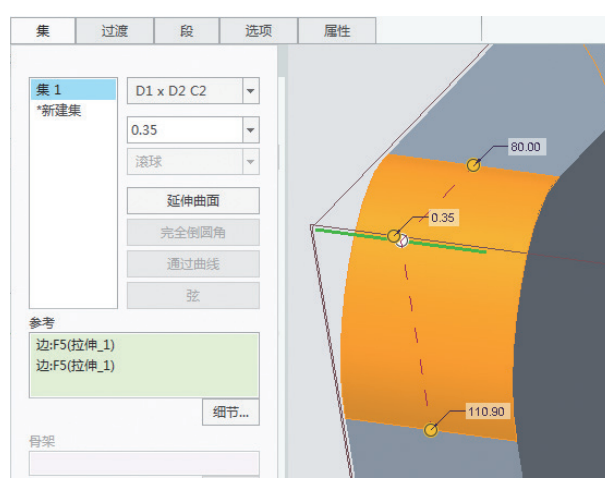 集 过渡 段 选项 属性
集 1
*新建集
D1 x D2 C2
0.35
滚球
延伸曲面
完全倒圆角
通过曲线
弦
参考
边:F5(拉伸_1)
边:F5(拉伸_1)
细节...
骨架
80.00
0.35
110.90